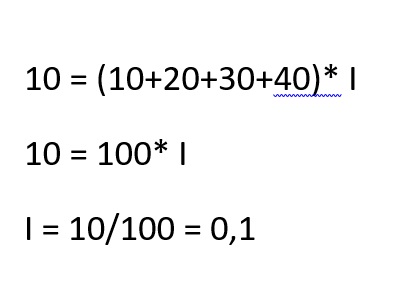 10 = (10+20+30+40)* I
10 = 100* I
I = 10/100 = 0,1